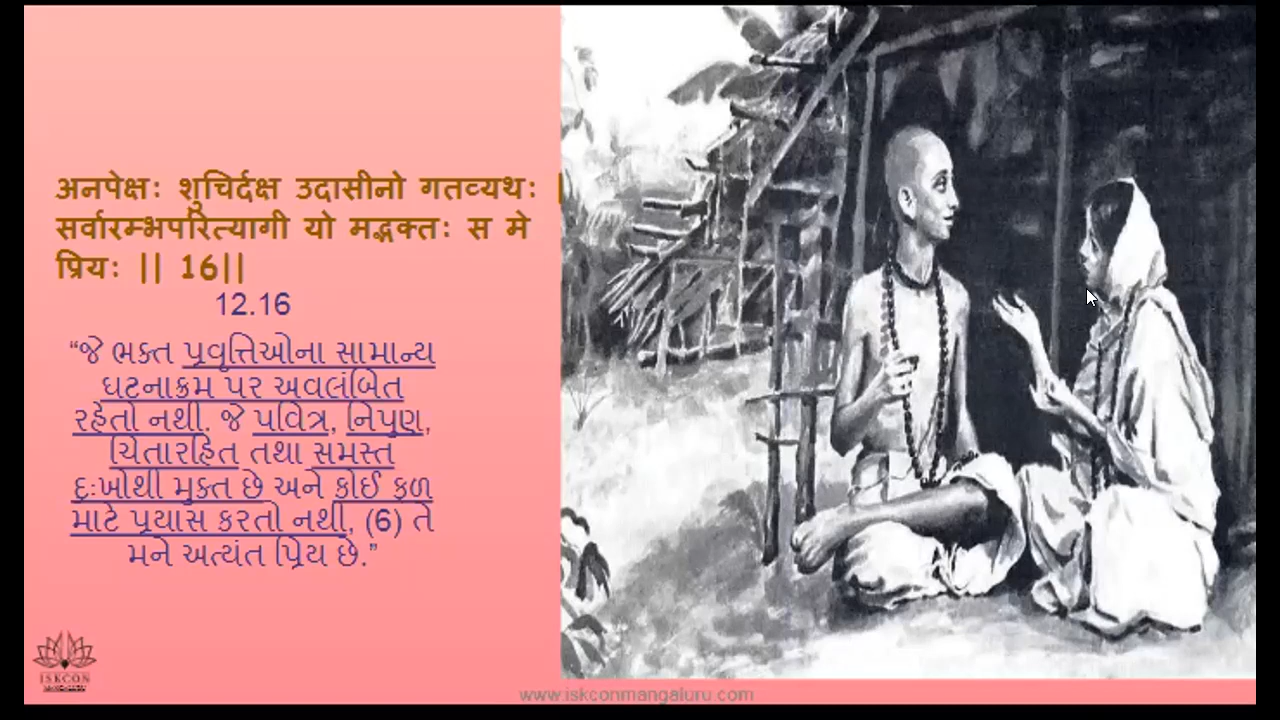 अनपेक्षः शुचिर्दक्ष उदासीनो गतव्यथः |
सर्वारम्भपरित्यागी यो मद्भक्तः स मे
प्रियः || 16||
12.16
“જે ભક્ત પ્રવૃત્તિઓના સામાન્ય
ઘટનાક્રમ પર અવલંબિત
રહેતો નથી. જે પવિત્ર, નિપુણ,
ચિંતારહિત તથા સમસ્ત
દુઃખોથી મુક્ત છે અને કોઈ ફળ
માટે પ્રયાસ કરતો નથી, (6) તે
મને અત્યંત પ્રિય છે.”
ISKCON
www.iskconmangaluru.com